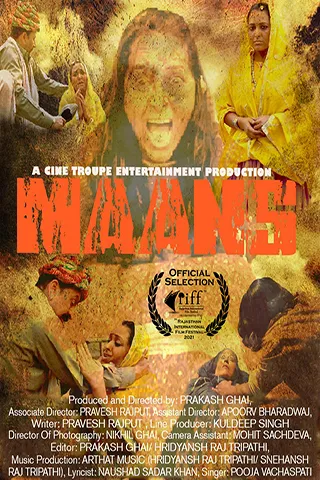 A CINE TROUPE ENTERTAINMENT PRODUCTION
MAANS
OFFICIAL
SELECTION
riff
RAJASTHAN
INTERNATIONAL
FILM FESTIVAL
2021
Produced and Directed by: PRAKASH GHAI,
Associate Director: PRAVESH RAJPUT, Assistant Director: APOORV BHARADWAJ,
Writer: PRAVESH RAJPUT , Line Producer: KULDEEP SINGH
Director Of Photography: NIKHIL GHAI, Camera Assistant: MOHIT SACHDEVA,
Editor: PRAKASH GHAI/ HRIDYANSH RAJ TRIPATHI,
Music Production: ARTHAT MUSIC (HRIDYANSH RAJ TRIPATHI/ SNEHANSH
RAJ TRIPATHI), Lyricist: NAUSHAD SADAR KHAN, Singer: POOJA VACHASPATI